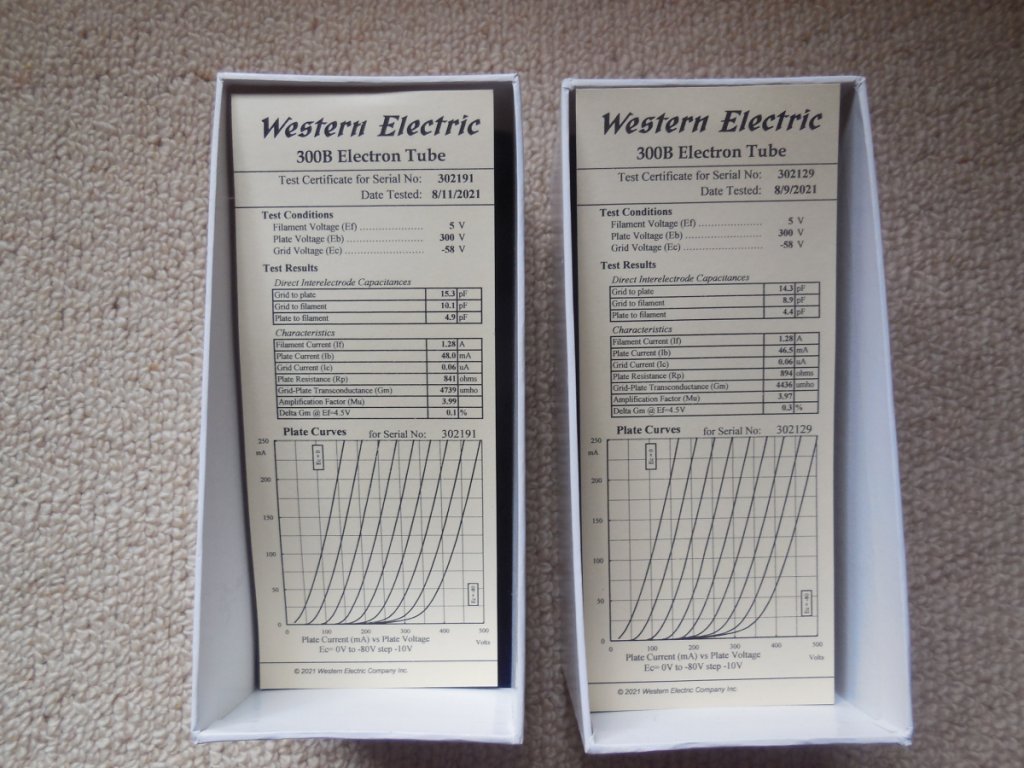 Western Electric
300B Electron Tube
Test Certificate for Serial No: 302191
Date Tested: 8/11/2021
Test Conditions
Filament Voltage (Ef) ........................ 5 V
Plate Voltage (Eb) ........................ 300 V
Grid Voltage (Ec) ........................ -58 V
Test Results
Direct Interelectrode Capacitances
Grid to plate 15.3 pF
Grid to filament 10.1 pF
Plate to filament 4.9 pF
Characteristics
Filament Current (If) 1.28 A
Plate Current (Ib) 48.0 mA
Grid Current (Ic) 0.06 uA
Plate Resistance (Rp) 841 ohms
Grid-Plate Transconductance (Gm) 4739 umho
Amplification Factor (Mu) 3.99
Delta Gm @ Ef=4.5V 0.1 %
Plate Curves for Serial No: 302191
250
mA
Ec = 0
200
150
100
50
0
0 100 200 300 400 500
Plate Current (mA) vs Plate Voltage Volts
Ec= 0V to -80V step -10V
© 2021 Western Electric Company Inc.
Western Electric
300B Electron Tube
Test Certificate for Serial No: 302129
Date Tested: 8/9/2021
Test Conditions
Filament Voltage (Ef) ........................ 5 V
Plate Voltage (Eb) ........................ 300 V
Grid Voltage (Ec) ........................ -58 V
Test Results
Direct Interelectrode Capacitances
Grid to plate 14.3 pF
Grid to filament 8.9 pF
Plate to filament 4.4 pF
Characteristics
Filament Current (If) 1.28 A
Plate Current (Ib) 46.5 mA
Grid Current (Ic) 0.06 uA
Plate Resistance (Rp) 894 ohms
Grid-Plate Transconductance (Gm) 4436 umho
Amplification Factor (Mu) 3.97
Delta Gm @ Ef=4.5V 0.3 %
Plate Curves for Serial No: 302129
250
mA
Ec = 0
200
150
100
50
0
0 100 200 300 400 500
Plate Current (mA) vs Plate Voltage Volts
Ec= 0V to -80V step -10V
© 2021 Western Electric Company Inc.